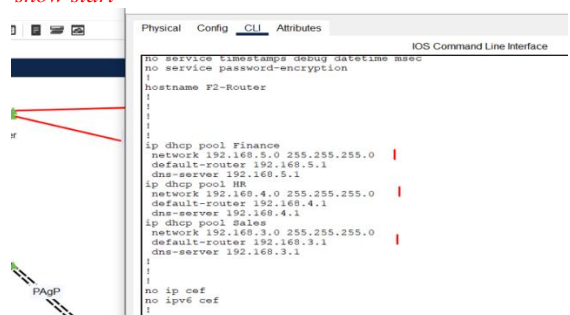 show start
Physical Config CLI Attributes
IOS Command Line Interface
no service timestamps debug datetime msec
no service password-encryption
!
hostname F2-Router
!
!
!
!
!
ip dhcp pool Finance
network 192.168.5.0 255.255.255.0
default-router 192.168.5.1
dns-server 192.168.5.1
ip dhcp pool HR
network 192.168.4.0 255.255.255.0
default-router 192.168.4.1
dns-server 192.168.4.1
ip dhcp pool Sales
network 192.168.3.0 255.255.255.0
default-router 192.168.3.1
dns-server 192.168.3.1
!
!
!
no ip cef
no ipv6 cef
!
er
PAgP